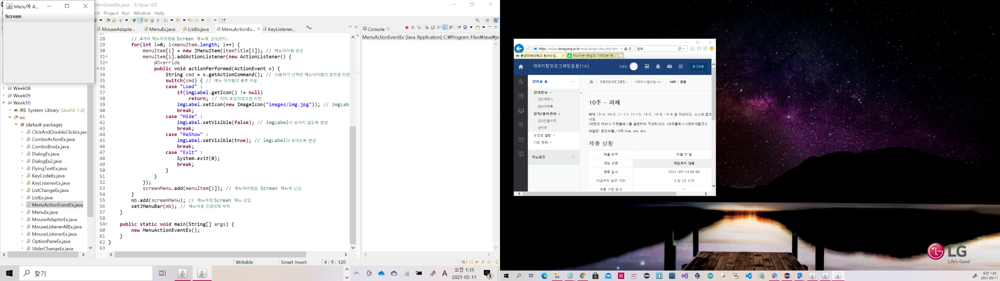 Menu에 A...
Screen
ctionEventEx.java - Eclipse IDE
rch Project Run Window Help
MouseAdapte...
MenuEx.java
ListEx.java
MenuActionEv...
KeyListener...
Console
MenuActionEventEx [Java Application] C:₩Program Files₩Java₩jre
Week08
Week09
Week10
JRE System Library [JavaSE-1.8]
src
(default package)
ClickAndDoubleClickEx.java
ComboActionEx.java
ComboBoxEx.java
DialogEx.java
DialogEx2.java
FlyingTextEx.java
KeyCodeEx.java
KeyListenerEx.java
ListChangeEx.java
ListEx.java
MenuActionEventEx.java
MenuEx.java
MouseAdapterEx.java
MouseListenerAllEx.java
MouseListenerEx.java
OptionPaneEx.java
SliderChangeEx.java
28 // 4개의 메뉴아이템을 Screen 메뉴에 삽입한다.
29 for(int i=0; i<menuItem.length; i++) {
30 menuItem[i] = new JMenuItem(itemTitle[i]); // 메뉴아이템 생성
31 menuItem[i].addActionListener(new ActionListener() {
32 @Override
33 public void actionPerformed(ActionEvent e) {
34 String cmd = e.getActionCommand(); // 사용자가 선택한 메뉴아이템의 문자열 리턴
35 switch(cmd) { // 메뉴 아이템의 종류 구분
36 case "Load" :
37 if(imgLabel.getIcon() != null)
38 return; // 이미 로딩되었으면 리턴
39 imgLabel.setIcon(new ImageIcon("images/img.jpg")); // imgLa
40 break;
41 case "Hide" :
42 imgLabel.setVisible(false); // imgLabel이 보이지 않도록 변경
43 break;
44 case "ReShow" :
45 imgLabel.setVisible(true); // imgLabel이 보이도록 변경
46 break;
47 case "Exit" :
48 System.exit(0);
49 break;
50 }
51 }
52 });
53 screenMenu.add(menuItem[i]); // 메뉴아이템을 Screen 메뉴에 삽입
54 }
55 mb.add(screenMenu); // 메뉴바에 Screen 메뉴 삽입
56 setJMenuBar(mb); // 메뉴바를 프레임에 부착
57 }
58
59 public static void main(String[] args) {
60 new MenuActionEventEx();
61 }
62 }
63
Writable
Smart Insert
4 : 9 : 120
찾기
A
오전 1:35
2021-05-11
3
https://eclass.dongyang.ac.kr/mod/assign/view.php?id=1
검색...
동양미래대학교 원격수업...
지나가는 만남과 기억되는 만...
객체지향프로그래밍응용[YA]
로그아웃
강의실 홈
강의정보
- 강의계획서
- 참여자목록
성적/출석관리
- 온라인출석부
- 성적부
수강생 알림
기타 관리
학습활동
객체지향프로그래밍...
10주 - 과제
10주 - 과제
예제 10-4, 10-6, 11-11, 11-15, 14-2, 14-4, 14-8 을 작성하고, 소스와 결과
시오.
(이벤트 처리시 익명클래스를 활용하여 작성하시오. (내부클래스사용하지말것))
파일명: 본인이름_10주.hwp, ppt, doc
제출 상황
제출 여부 제출 안 함
채점 상황 채점되지 않음
종료 일시 2021-05-14 00:00
마감까지 남은 기한 2 일 22 시간
최종 수정 일시 -
LG
Life's Good
오전 1:35
2021-05-11